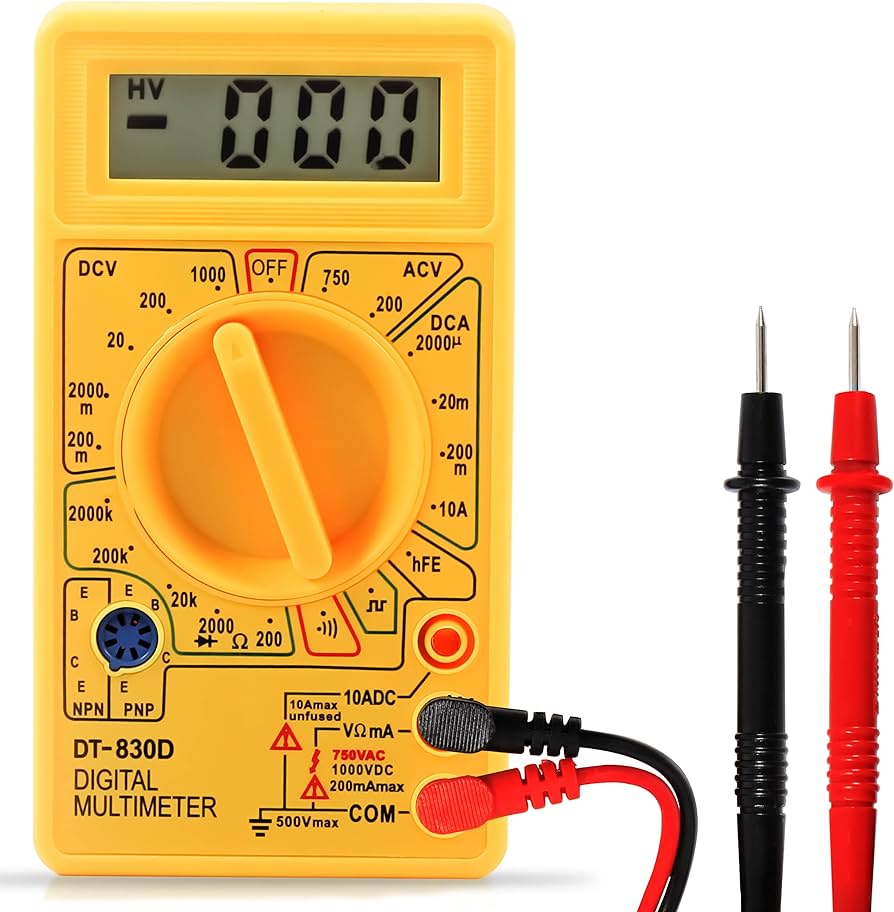 HV
- 000
DCV
1000
OFF
750
ACV
200
200
DCA
2000µ
20
2000
m
20m
200
m
200
m
10A
2000k
hFE
200k
20k
2000
Ω
200
E
B
C
E
NPN
E
B
C
E
PNP
10Amax
unfused
10ADC
VΩmA
750VAC
1000VDC
200mAmax
500Vmax
COM
DT-830D
DIGITAL
MULTIMETER